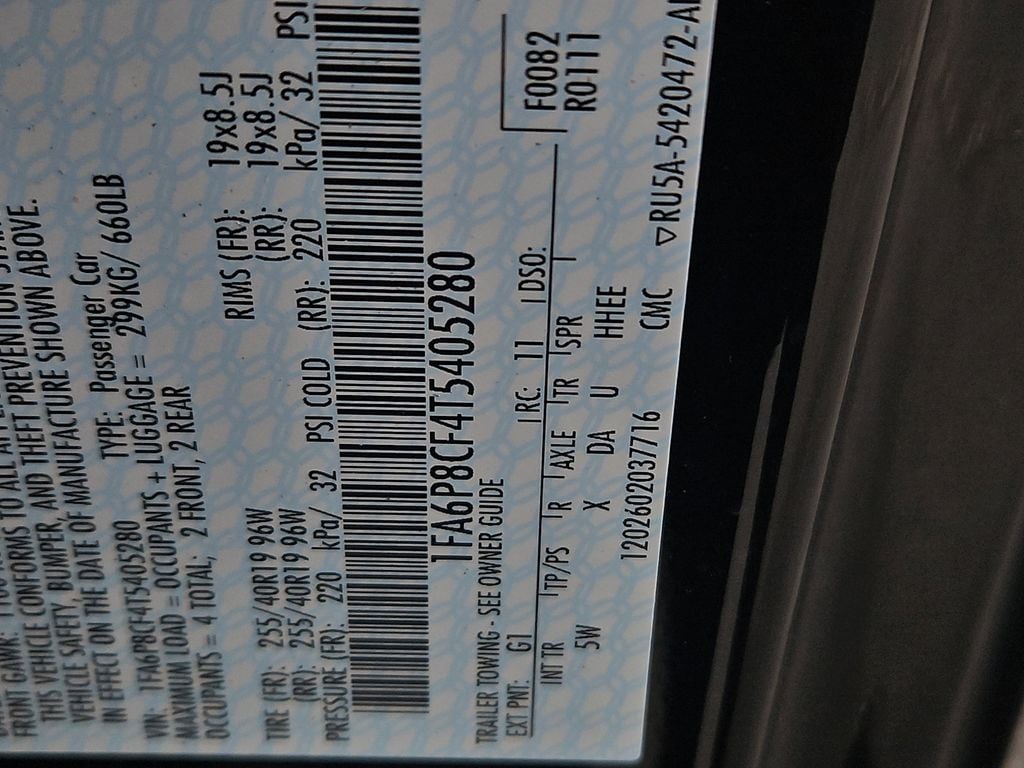 FRONT GAWR:
THIS VEHICLE CONFORMS TO ALL
VEHICLE SAFETY, BUMPER, AND THEFT PREVENTION
IN EFFECT ON THE DATE OF MANUFACTURE SHOWN ABOVE.
VIN: 1FA6P8CF4T5405280 TYPE: Passenger Car
MAXIMUM LOAD = OCCUPANTS + LUGGAGE = 299KG/ 660LB
OCCUPANTS = 4 TOTAL; 2 FRONT, 2 REAR
RIMS (FR): 19x8.5J
TIRE (FR): 255/40R19 96W (RR): 19x8.5J
(RR): 255/40R19 96W kPa/ 32 PSI
PRESSURE (FR): 220 kPa/ 32 PSI COLD (RR): 220
1FA6P8CF4T5405280
TRAILER TOWING - SEE OWNER GUIDE
EXT PNT: G1 RC: 11 DSO:
F0082
R0111
INT TR TP/PS R AXLE TR SPR
5W X DA U HHEE
1202602037716 CMC ▽RU5A-5420472-A